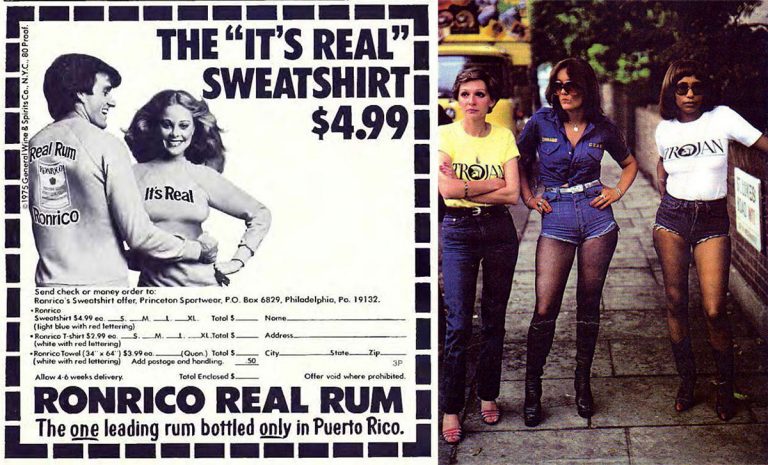 © 1975 General Wine & Spirits Co., N.Y.C., 80 Proof.
THE "IT'S REAL"
SWEATSHIRT
$4.99
Real Rum
RONRICO
Ronrico
It's Real
Send check or money order to:
Ronrico's Sweatshirt offer, Princeton Sportwear, P.O. Box 6829, Philadelphia, Pa. 19132.
• Ronrico
Sweatshirt $4.99 ea. S. M. L. XL. Total $ Name
(light blue with red lettering)
• Ronrico T-shirt $2.99 ea. S. M. L. XL. Total $ Address
(white with red lettering)
• Ronrico Towel (34" x 64") $3.99 ea. (Quan.) Total $ City State Zip
(white with red lettering) Add postage and handling. .50 3P
Allow 4-6 weeks delivery. Total Enclosed $ Offer void where prohibited.
RONRICO REAL RUM
The one leading rum bottled only in Puerto Rico.
TROJAN
TROJAN